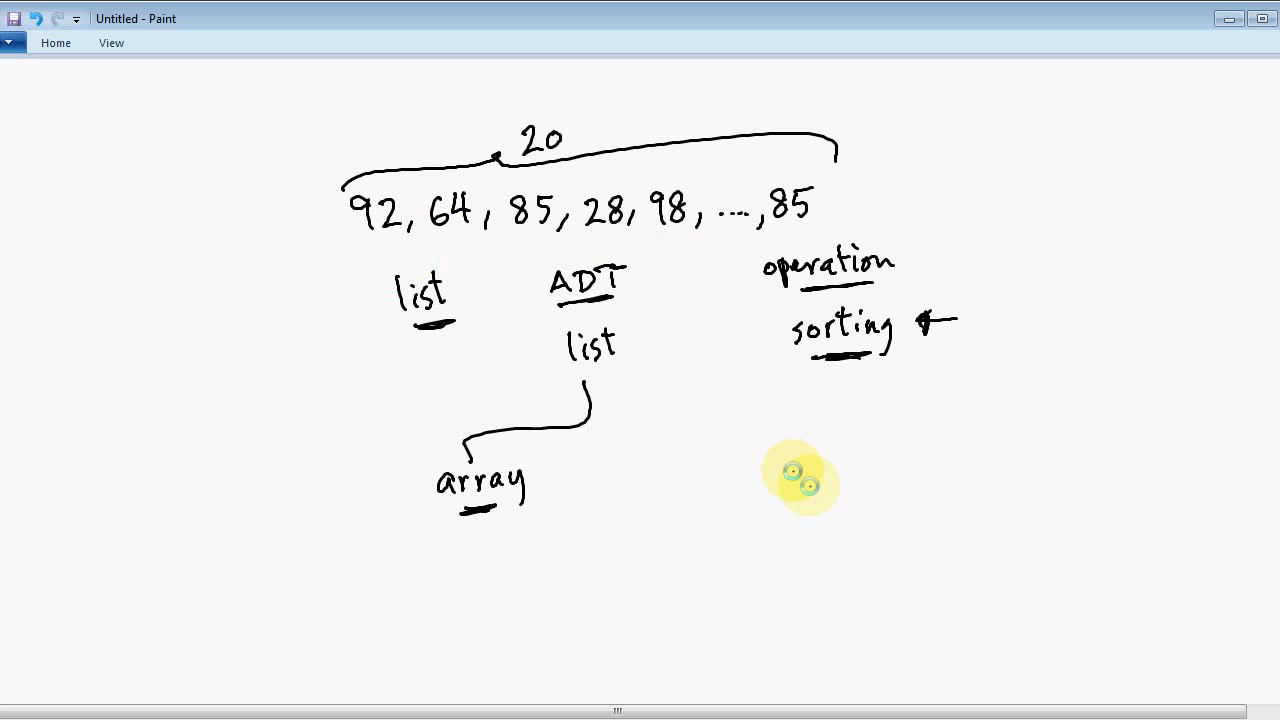 Untitled - Paint
Home View
20
92, 64, 85, 28, 98, ...., 85
list ADT operation
list sorting
array